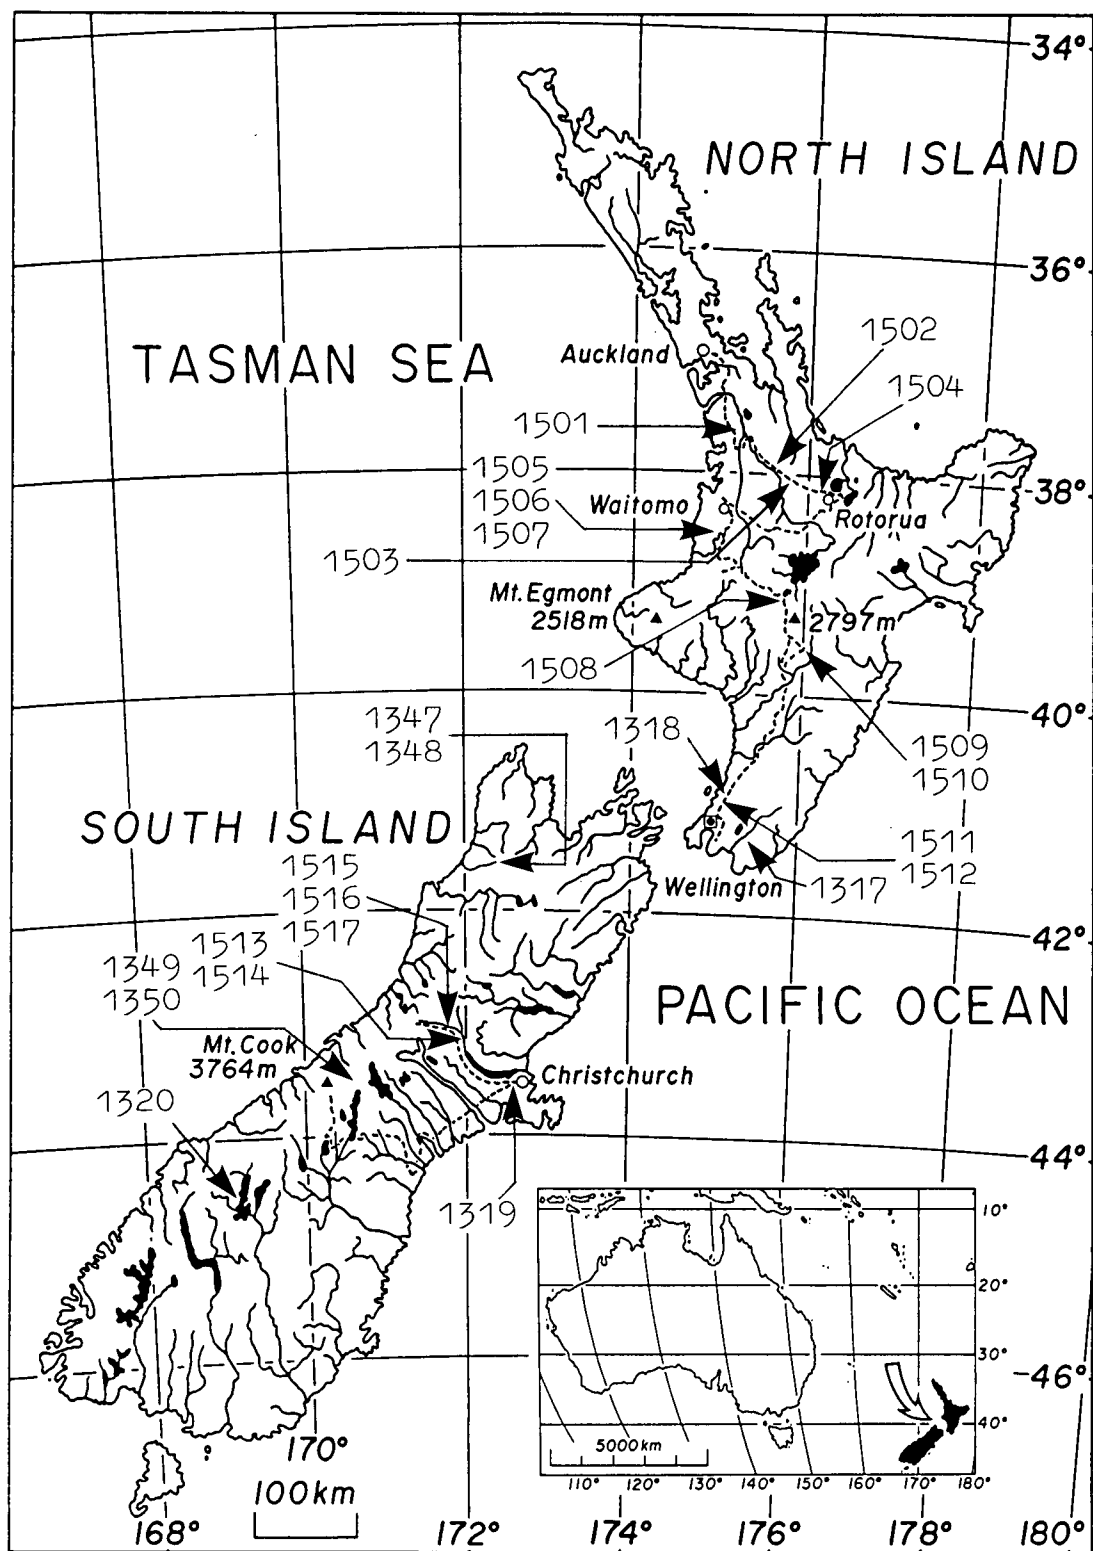 34°
NORTH ISLAND
36°
1502
TASMAN SEA
Auckland
1504
1501
1505
1506
1507
Waitomo
38°
Rotorua
1503
Mt. Egmont
2518m
2797m
1508
40°
1347
1348
1318
1509
1510
SOUTH ISLAND
1511
1512
1515
1516
1517
Wellington
1317
42°
1513
1514
1349
1350
PACIFIC OCEAN
Mt. Cook
3764m
Christchurch
1320
44°
1319
10°
20°
30°
46°
40°
5000km
110° 120° 130° 140° 150° 160° 170° 180°
170°
100km
168° 172° 174° 176° 178° 180°